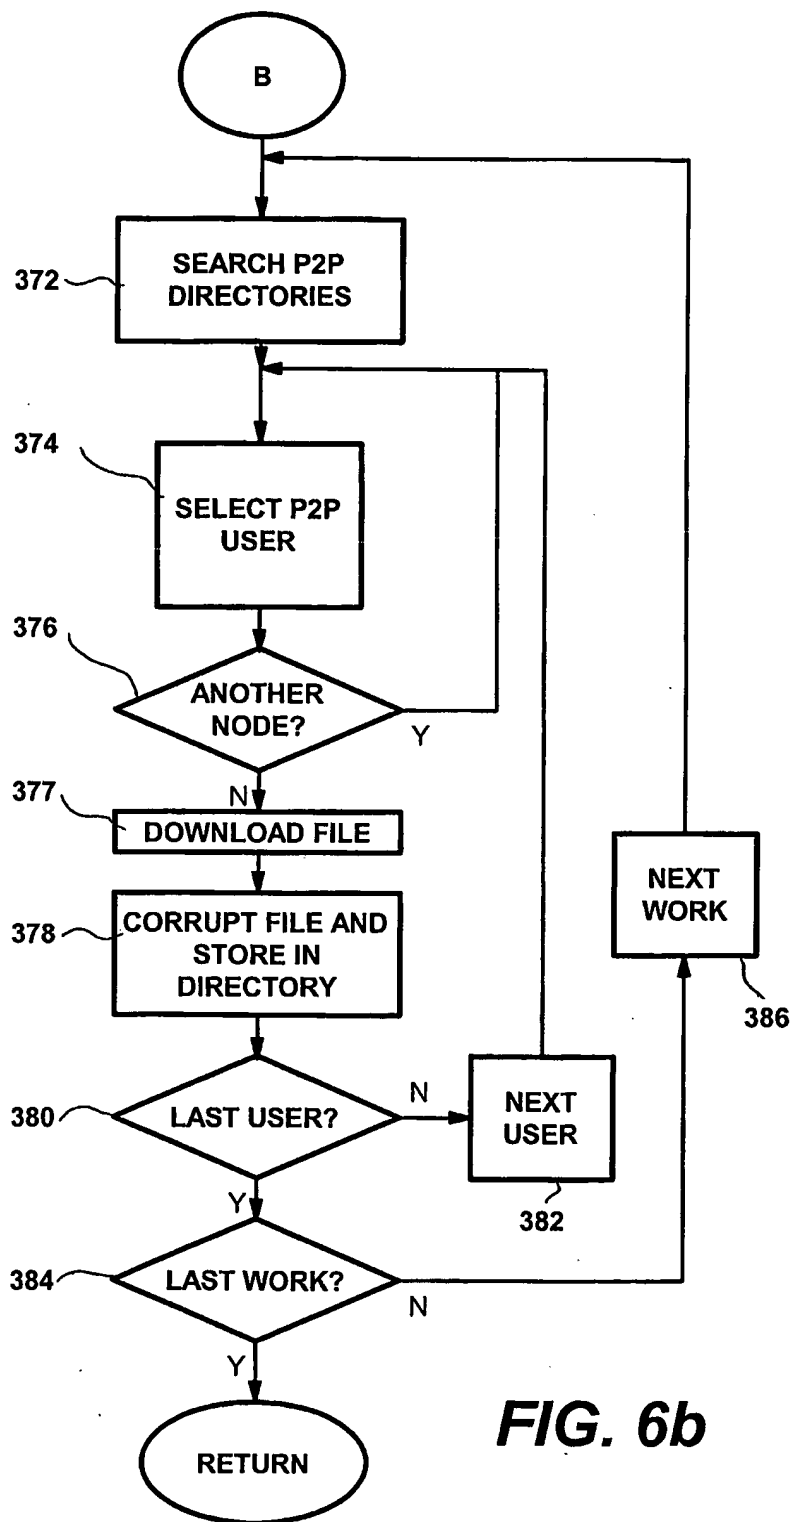 B
SEARCH P2P
DIRECTORIES
372
374
SELECT P2P
USER
376
ANOTHER
NODE?
Y
N
377
DOWNLOAD FILE
378
CORRUPT FILE AND
STORE IN
DIRECTORY
NEXT
WORK
386
380
LAST USER?
N
NEXT
USER
382
Y
384
LAST WORK?
N
Y
RETURN
FIG. 6b